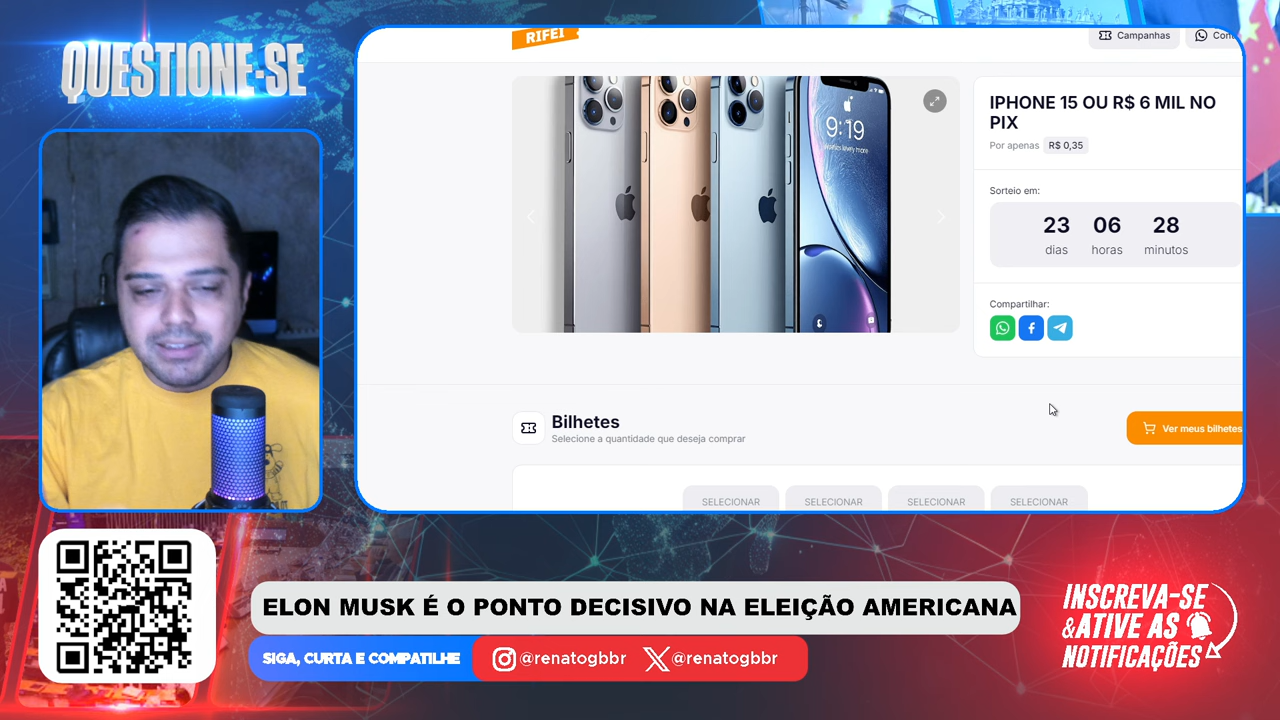 QUESTIONE-SE
RIFEI
Campanhas
9:19
IPHONE 15 OU R$ 6 MIL NO
PIX
Por apenas R$ 0,35
Sorteio em:
23 06 28
dias horas minutos
Compartilhar:
Bilhetes
Selecione a quantidade que deseja comprar
Ver meus bilhetes
SELECIONAR SELECIONAR SELECIONAR SELECIONAR
ELON MUSK É O PONTO DECISIVO NA ELEIÇÃO AMERICANA
SIGA, CURTA E COMPATILHE @renatogbbr @renatogbbr
INSCREVA-SE
&ATIVE AS
NOTIFICAÇÕES